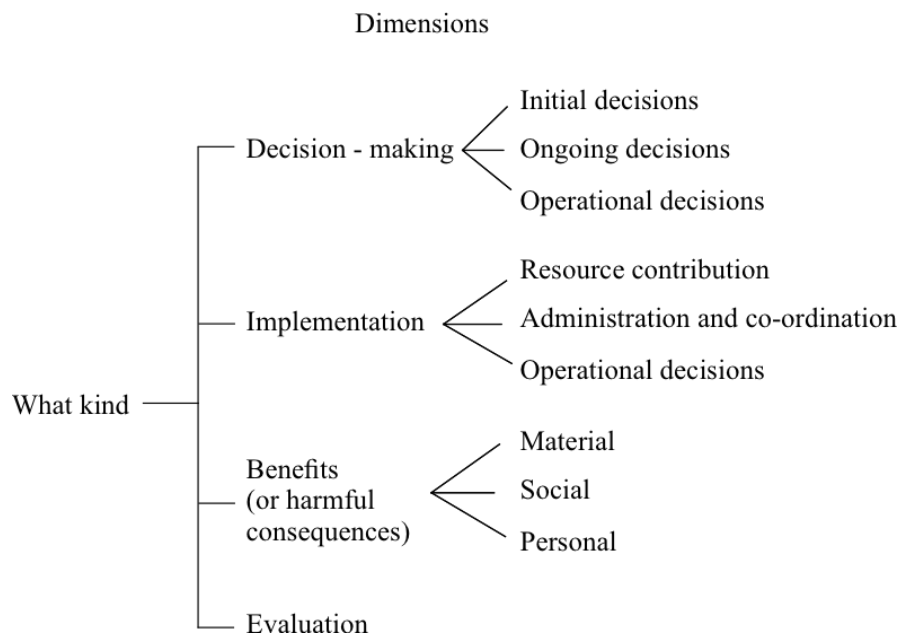 Dimensions
Initial decisions
Decision - making
Ongoing decisions
Operational decisions
Resource contribution
Implementation
Administration and co-ordination
Operational decisions
What kind
Material
Benefits
(or harmful
consequences)
Social
Personal
Evaluation